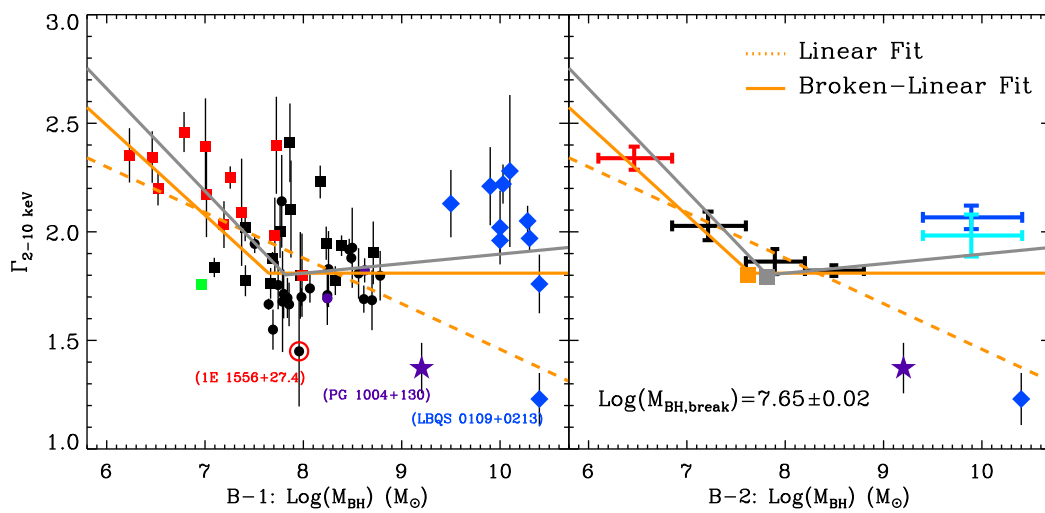 3.0
2.5
2.0
1.5
1.0
Γ2−10 keV
(1E 1556+27.4)
(PG 1004+130)
(LBQS 0109+0213)
6 7 8 9 10
B−1: Log(MBH) (M⊙)
Linear Fit
Broken−Linear Fit
Log(MBH,break)=7.65±0.02
6 7 8 9 10
B−2: Log(MBH) (M⊙)